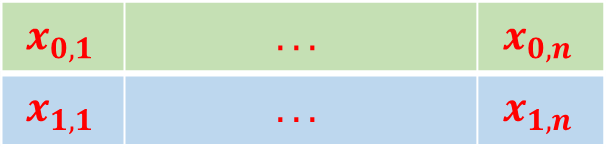 x₀,₁ ... x₀,ₙ
x₁,₁ ... x₁,ₙ